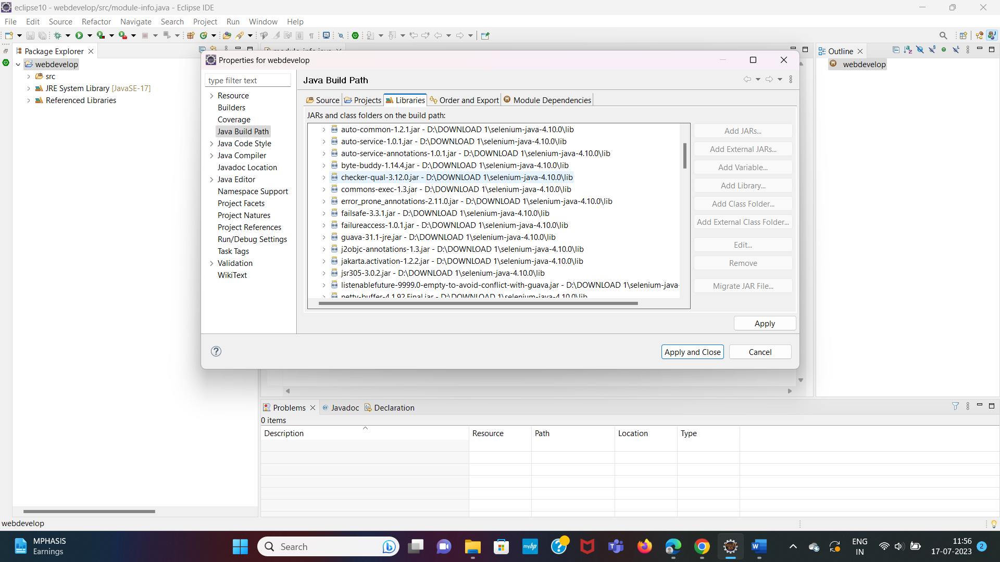 eclipse10 - webdevelop/src/module-info.java - Eclipse IDE
File Edit Source Refactor Navigate Search Project Run Window Help
Package Explorer
webdevelop
src
JRE System Library [JavaSE-17]
Referenced Libraries
Properties for webdevelop
type filter text
Resource
Builders
Coverage
Java Build Path
Java Code Style
Java Compiler
Javadoc Location
Java Editor
Namespace Support
Project Facets
Project Natures
Project References
Run/Debug Settings
Task Tags
Validation
WikiText
Java Build Path
Source Projects Libraries Order and Export Module Dependencies
JARs and class folders on the build path:
auto-common-1.2.1.jar - D:\DOWNLOAD 1\selenium-java-4.10.0\lib
auto-service-1.0.1.jar - D:\DOWNLOAD 1\selenium-java-4.10.0\lib
auto-service-annotations-1.0.1.jar - D:\DOWNLOAD 1\selenium-java-4.10.0\lib
byte-buddy-1.14.4.jar - D:\DOWNLOAD 1\selenium-java-4.10.0\lib
checker-qual-3.12.0.jar - D:\DOWNLOAD 1\selenium-java-4.10.0\lib
commons-exec-1.3.jar - D:\DOWNLOAD 1\selenium-java-4.10.0\lib
error_prone_annotations-2.11.0.jar - D:\DOWNLOAD 1\selenium-java-4.10.0\lib
failsafe-3.3.1.jar - D:\DOWNLOAD 1\selenium-java-4.10.0\lib
failureaccess-1.0.1.jar - D:\DOWNLOAD 1\selenium-java-4.10.0\lib
guava-31.1-jre.jar - D:\DOWNLOAD 1\selenium-java-4.10.0\lib
j2objc-annotations-1.3.jar - D:\DOWNLOAD 1\selenium-java-4.10.0\lib
jakarta.activation-1.2.2.jar - D:\DOWNLOAD 1\selenium-java-4.10.0\lib
jsr305-3.0.2.jar - D:\DOWNLOAD 1\selenium-java-4.10.0\lib
listenablefuture-9999.0-empty-to-avoid-conflict-with-guava.jar - D:\DOWNLOAD 1\selenium-java-
netty-buffer-4.1.92.Final.jar - D:\DOWNLOAD 1\selenium-java-4.10.0\lib
Add JARs...
Add External JARs...
Add Variable...
Add Library...
Add Class Folder...
Add External Class Folder...
Edit...
Remove
Migrate JAR File...
Apply
Apply and Close Cancel
Outline
webdevelop
Problems Javadoc Declaration
0 items
Description Resource Path Location Type
webdevelop
MPHASIS
Earnings
Search
myhp
ENG
IN
11:56
17-07-2023
2